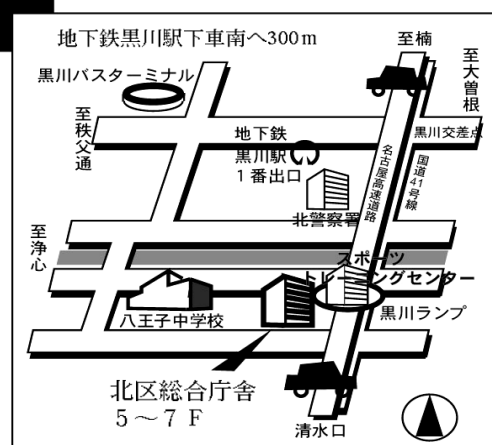 地下鉄黒川駅下車南へ300m
至楠
黒川バスターミナル
至大曽根
至秩父通
地下鉄
黒川駅
1番出口
黒川交差点
名古屋高速道路
国道41号線
北警察署
至浄心
スポーツ
トレーニングセンター
八王子中学校
黒川ランプ
北区総合庁舎
5～7F
清水口